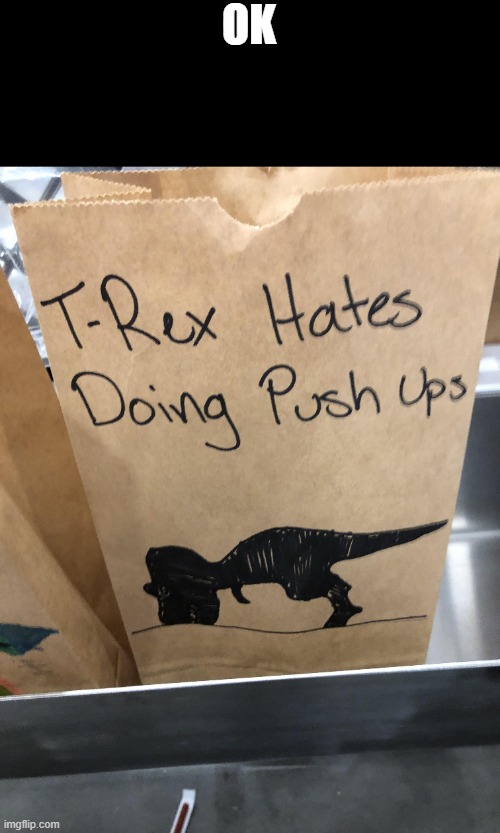 OK
T-Rex Hates
Doing Push Ups
imgflip.com